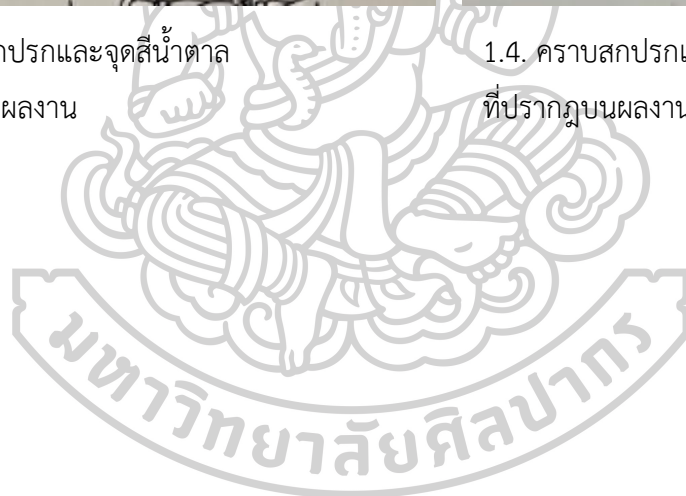 ปรกและจุดสีน้ำตาล
ผลงาน
1.4. คราบสกปรก
ที่ปรากฎบนผลงาน
มหาวิทยาลัยศิลปากร